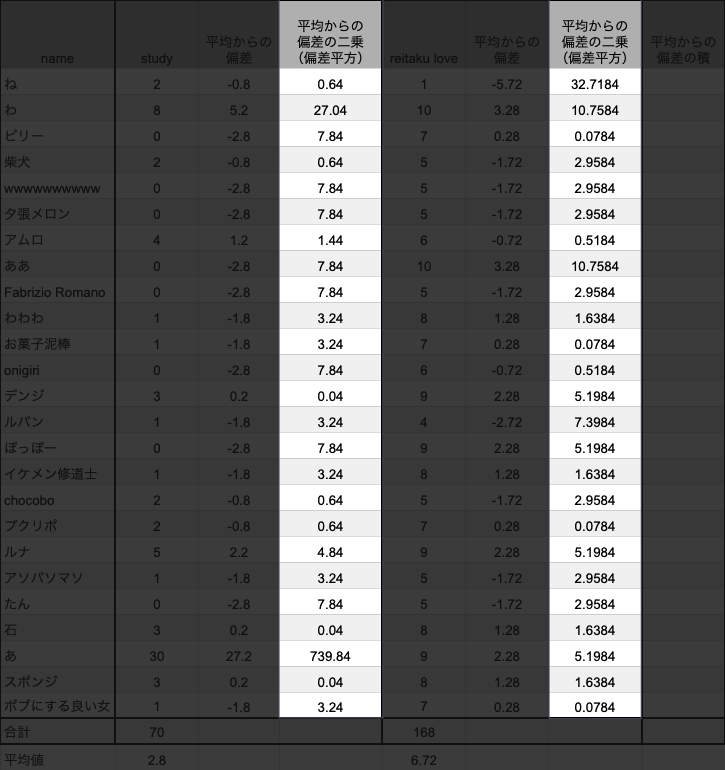 name study 平均からの偏差 平均からの偏差の二乗（偏差平方） reitaku love 平均からの偏差 平均からの偏差の二乗（偏差平方） 平均からの偏差の積
ね 2 -0.8 0.64 1 -5.72 32.7184
わ 8 5.2 27.04 10 3.28 10.7584
ビリー 0 -2.8 7.84 7 0.28 0.0784
柴犬 2 -0.8 0.64 5 -1.72 2.9584
wwwwwwwwww 0 -2.8 7.84 5 -1.72 2.9584
夕張メロン 0 -2.8 7.84 5 -1.72 2.9584
アムロ 4 1.2 1.44 6 -0.72 0.5184
ああ 0 -2.8 7.84 10 3.28 10.7584
Fabrizio Romano 0 -2.8 7.84 5 -1.72 2.9584
わわわ 1 -1.8 3.24 8 1.28 1.6384
お菓子泥棒 1 -1.8 3.24 7 0.28 0.0784
onigiri 0 -2.8 7.84 6 -0.72 0.5184
デンジ 3 0.2 0.04 9 2.28 5.1984
ルパン 1 -1.8 3.24 4 -2.72 7.3984
ぽっぽー 0 -2.8 7.84 9 2.28 5.1984
イケメン修道士 1 -1.8 3.24 8 1.28 1.6384
chocobo 2 -0.8 0.64 5 -1.72 2.9584
プクリポ 2 -0.8 0.64 7 0.28 0.0784
ルナ 5 2.2 4.84 9 2.28 5.1984
アソパソマソ 1 -1.8 3.24 5 -1.72 2.9584
たん 0 -2.8 7.84 5 -1.72 2.9584
石 3 0.2 0.04 8 1.28 1.6384
あ 30 27.2 739.84 9 2.28 5.1984
スポンジ 3 0.2 0.04 8 1.28 1.6384
ボブにする良い女 1 -1.8 3.24 7 0.28 0.0784
合計 70 168
平均値 2.8 6.72